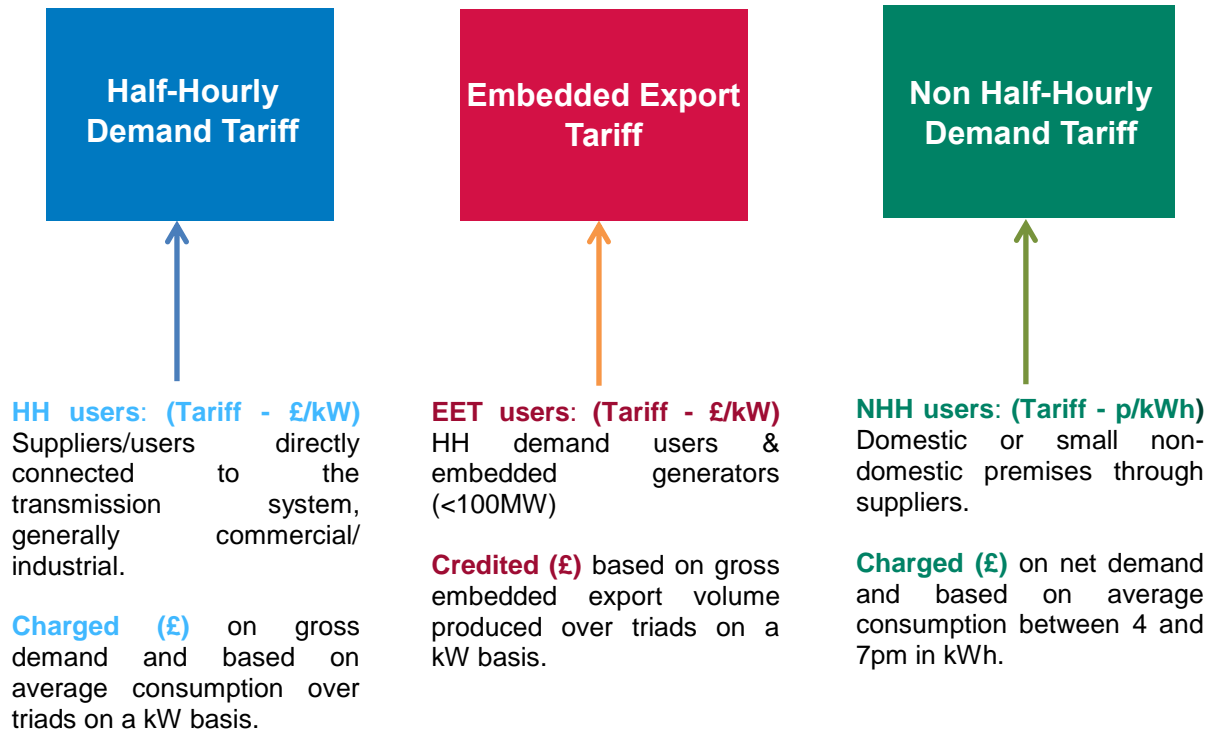 Half-Hourly
Demand Tariff
Embedded Export
Tariff
Non Half-Hourly
Demand Tariff
HH users: (Tariff - £/kW)
Suppliers/users directly
connected to the
transmission system,
generally commercial/
industrial.
Charged (£) on gross
demand and based on
average consumption over
triads on a kW basis.
EET users: (Tariff - £/kW)
HH demand users &
embedded generators
(<100MW)
Credited (£) based on gross
embedded export volume
produced over triads on a
kW basis.
NHH users: (Tariff - p/kWh)
Domestic or small non-
domestic premises through
suppliers.
Charged (£) on net demand
and based on average
consumption between 4 and
7pm in kWh.